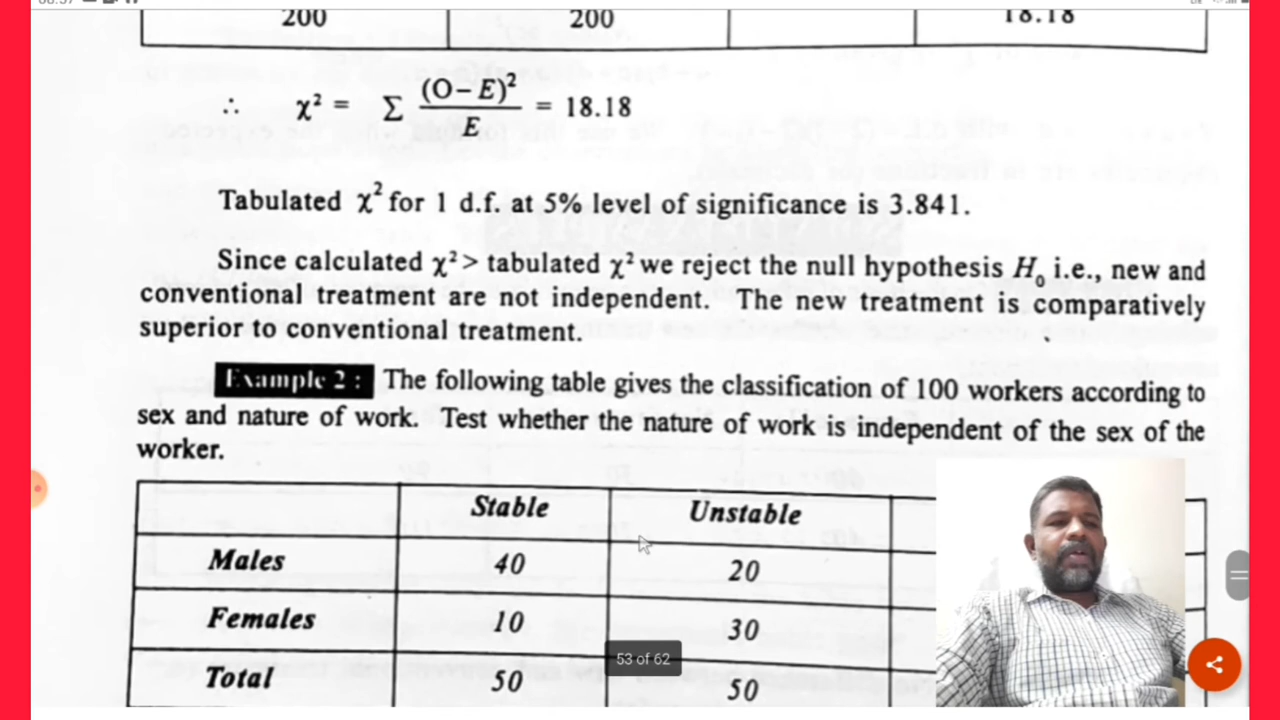 200 200 18.18
∴ χ² = Σ (O – E)² / E = 18.18
Tabulated χ² for 1 d.f. at 5% level of significance is 3.841.
Since calculated χ² > tabulated χ² we reject the null hypothesis H₀ i.e., new and
conventional treatment are not independent. The new treatment is comparatively
superior to conventional treatment.
Example 2 : The following table gives the classification of 100 workers according to
sex and nature of work. Test whether the nature of work is independent of the sex of the
worker.
Stable Unstable
Males 40 20
Females 10 30
53 of 62
Total 50 50